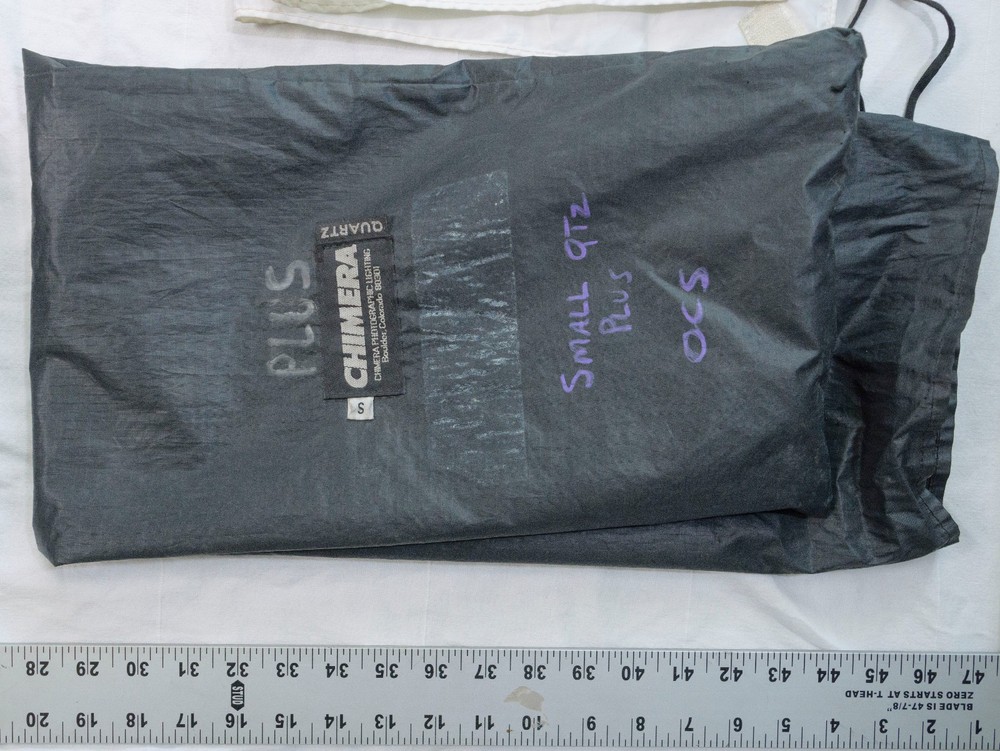 PLUS
QUARTZ
CHIMERA
CHIMERA PHOTOGRAPHIC LIGHTING
Boulder, Colorado 80301
S
SMALL QTZ
PLUS
OCS
28 29 30 31 32 33 34 35 36 37 38 39 40 41 42 43 44 45 46 47
STUD
ZERO STARTS AT T-HEAD
BLADE IS 47-7/8"
20 19 18 17 16 15 14 13 12 11 10 9 8 7 6 5 4 3 2 1